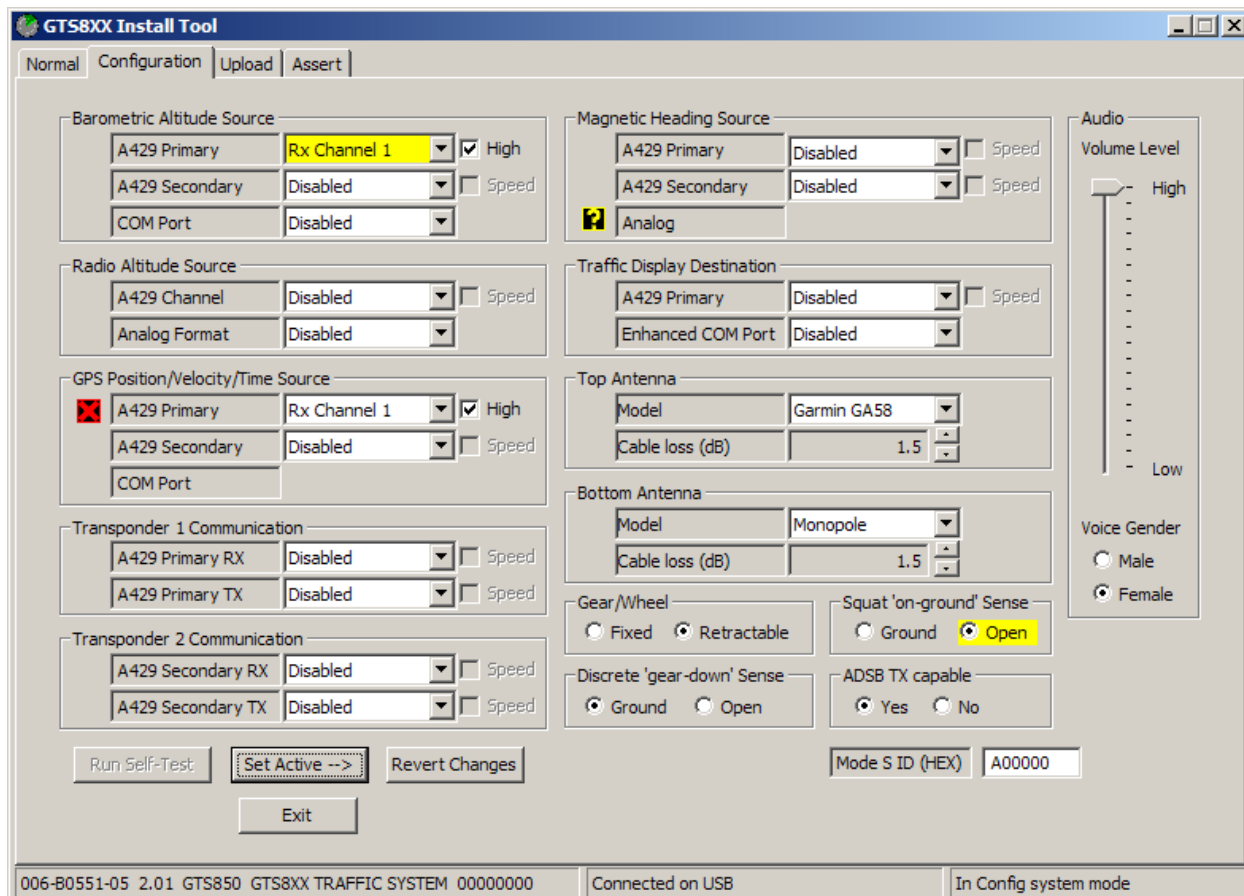 GTS8XX Install Tool
Normal Configuration Upload Assert
Barometric Altitude Source
A429 Primary Rx Channel 1 High
A429 Secondary Disabled Speed
COM Port Disabled
Radio Altitude Source
A429 Channel Disabled Speed
Analog Format Disabled
GPS Position/Velocity/Time Source
A429 Primary Rx Channel 1 High
A429 Secondary Disabled Speed
COM Port
Transponder 1 Communication
A429 Primary RX Disabled Speed
A429 Primary TX Disabled Speed
Transponder 2 Communication
A429 Secondary RX Disabled Speed
A429 Secondary TX Disabled Speed
Magnetic Heading Source
A429 Primary Disabled Speed
A429 Secondary Disabled Speed
? Analog
Traffic Display Destination
A429 Primary Disabled Speed
Enhanced COM Port Disabled
Top Antenna
Model Garmin GA58
Cable loss (dB) 1.5
Bottom Antenna
Model Monopole
Cable loss (dB) 1.5
Gear/Wheel
Fixed Retractable
Squat 'on-ground' Sense
Ground Open
Discrete 'gear-down' Sense
Ground Open
ADSB TX capable
Yes No
Audio
Volume Level
High
Low
Voice Gender
Male
Female
Run Self-Test Set Active --> Revert Changes
Mode S ID (HEX) A00000
Exit
006-B0551-05 2.01 GTS850 GTS8XX TRAFFIC SYSTEM 00000000 Connected on USB In Config system mode